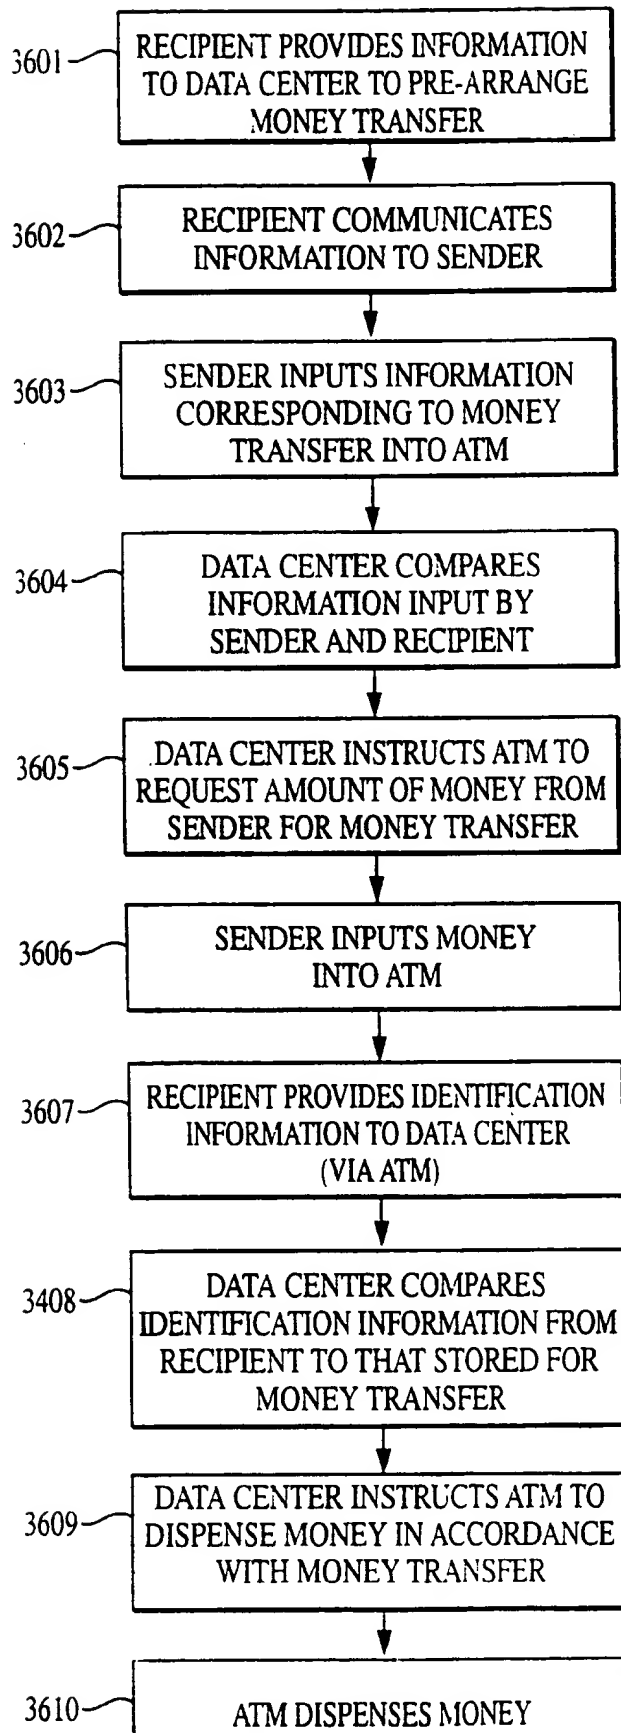 3601
RECIPIENT PROVIDES INFORMATION
TO DATA CENTER TO PRE-ARRANGE
MONEY TRANSFER
3602
RECIPIENT COMMUNICATES
INFORMATION TO SENDER
3603
SENDER INPUTS INFORMATION
CORRESPONDING TO MONEY
TRANSFER INTO ATM
3604
DATA CENTER COMPARES
INFORMATION INPUT BY
SENDER AND RECIPIENT
3605
DATA CENTER INSTRUCTS ATM TO
REQUEST AMOUNT OF MONEY FROM
SENDER FOR MONEY TRANSFER
3606
SENDER INPUTS MONEY
INTO ATM
3607
RECIPIENT PROVIDES IDENTIFICATION
INFORMATION TO DATA CENTER
(VIA ATM)
3408
DATA CENTER COMPARES
IDENTIFICATION INFORMATION FROM
RECIPIENT TO THAT STORED FOR
MONEY TRANSFER
3609
DATA CENTER INSTRUCTS ATM TO
DISPENSE MONEY IN ACCORDANCE
WITH MONEY TRANSFER
3610
ATM DISPENSES MONEY